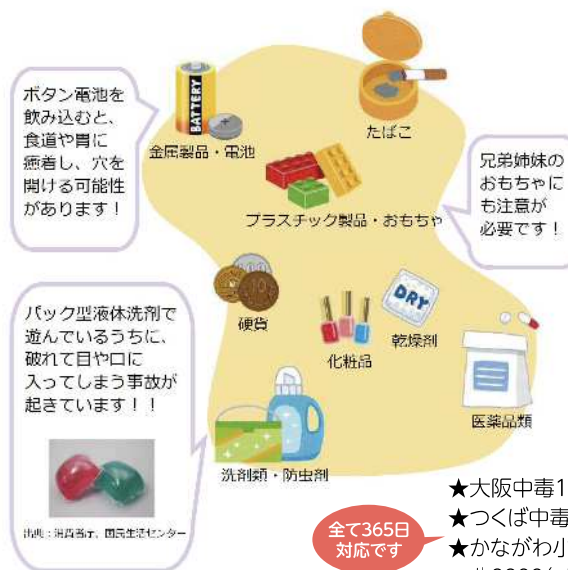 ボタン電池を
飲み込むと、
食道や胃に
癒着し、穴を
開ける可能性
があります！
BATTERY
金属製品・電池
たばこ
兄弟姉妹の
おもちゃに
も注意が
必要です！
プラスチック製品・おもちゃ
100
10
硬貨
DRY
乾燥剤
化粧品
医薬品類
パック型液体洗剤で
遊んでいるうちに、
破れて目や口に
入ってしまう事故が
起きています！！
出典：消費者庁、国民生活センター
洗剤類・防虫剤
全て365日
対応です
★大阪中毒1
★つくば中毒
★かながわ小